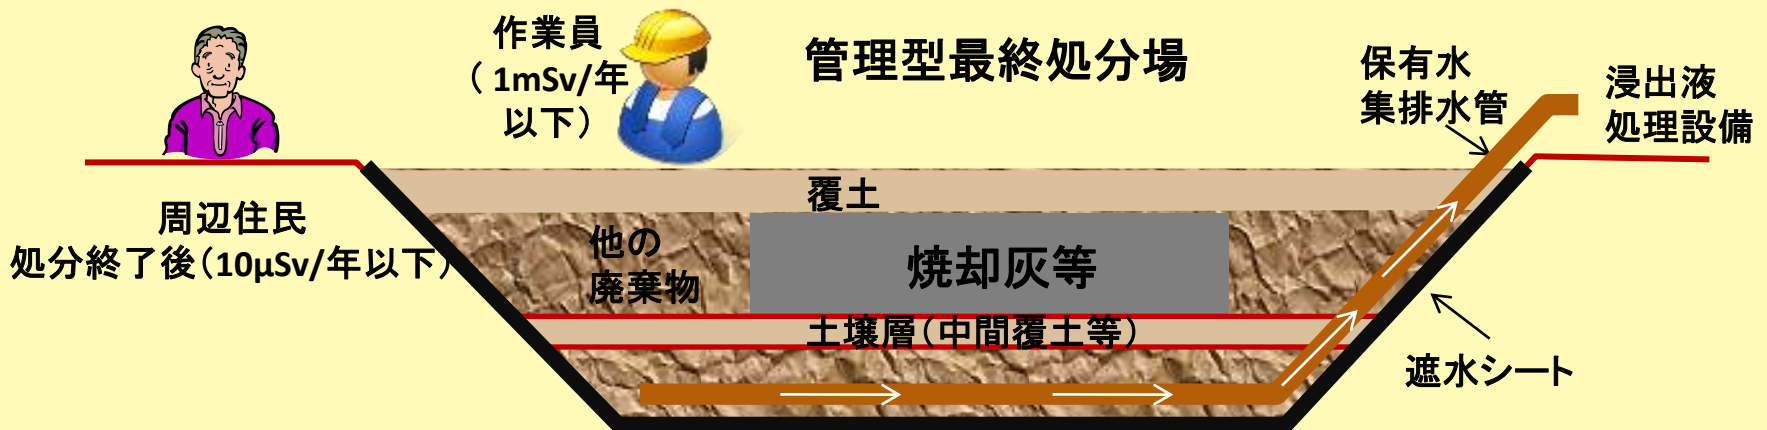 作業員
（1mSv/年
以下）
管理型最終処分場
保有水
集排水管
浸出液
処理設備
周辺住民
処分終了後（10μSv/年以下）
覆土
他の
廃棄物
焼却灰等
土壌層（中間覆土等）
遮水シート